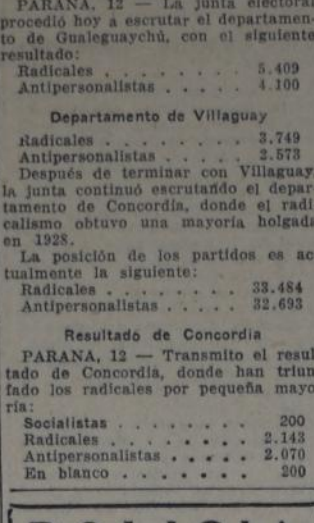 PARANA, 12 — La junta electoral
procedió hoy a escrutar el departamen-
to de Gualeguaychú, con el siguiente
resultado:
Radicales . . . . . . . . 5.409
Antipersonalistas . . . . . 4.100
Departamento de Villaguay
Radicales . . . . . . . . 3.749
Antipersonalistas . . . . . 2.573
Después de terminar con Villaguay,
la junta continuó escrutando el depar-
tamento de Concordia, donde el radi-
calismo obtuvo una mayoría holgada
en 1928.
La posición de los partidos es ac-
tualmente la siguiente:
Radicales . . . . . . . . 33.484
Antipersonalistas . . . . . 32.693
Resultado de Concordia
PARANA, 12 — Transmito el resul-
tado de Concordia, donde han triun-
fado los radicales por pequeña mayo-
ría:
Socialistas . . . . . . . 200
Radicales . . . . . . . . 2.143
Antipersonalistas . . . . . 2.070
En blanco . . . . . . . 200